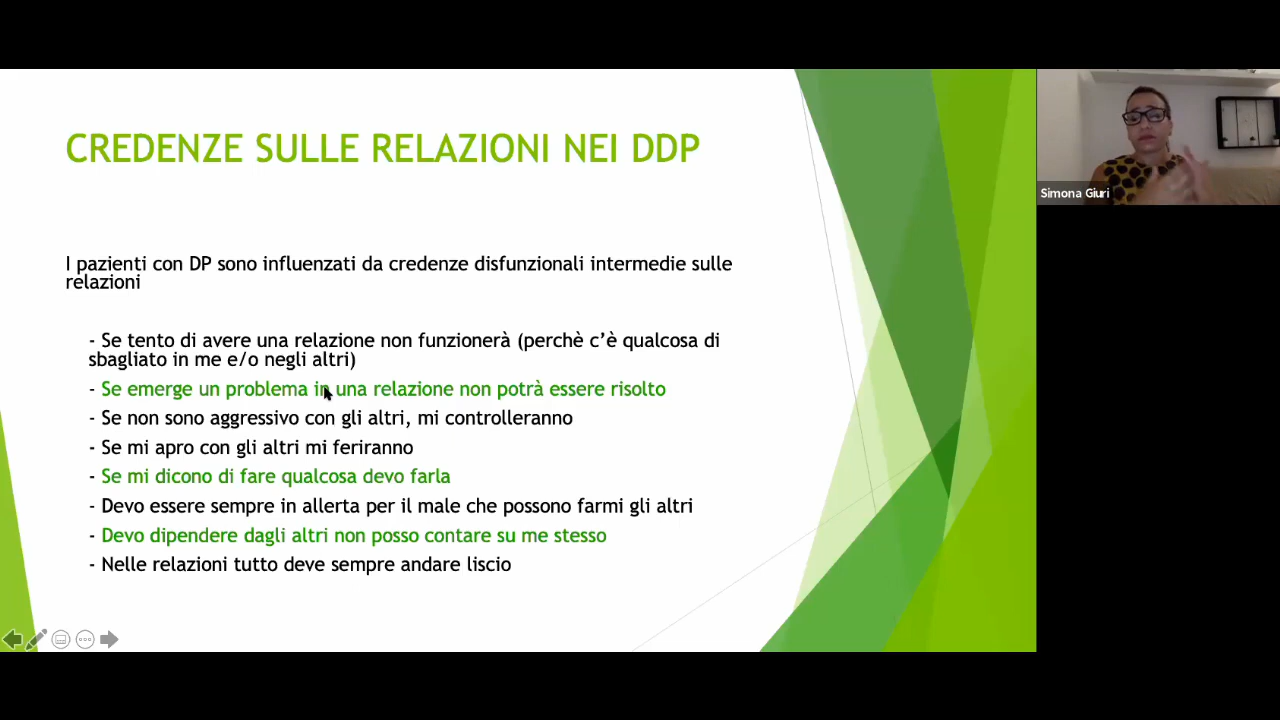 CREDENZE SULLE RELAZIONI NEI DDP
Simona Giuri
I pazienti con DP sono influenzati da credenze disfunzionali intermedie sulle
relazioni
- Se tento di avere una relazione non funzionerà (perchè c'è qualcosa di
sbagliato in me e/o negli altri)
- Se emerge un problema in una relazione non potrà essere risolto
- Se non sono aggressivo con gli altri, mi controlleranno
- Se mi apro con gli altri mi feriranno
- Se mi dicono di fare qualcosa devo farla
- Devo essere sempre in allerta per il male che possono farmi gli altri
- Devo dipendere dagli altri non posso contare su me stesso
- Nelle relazioni tutto deve sempre andare liscio